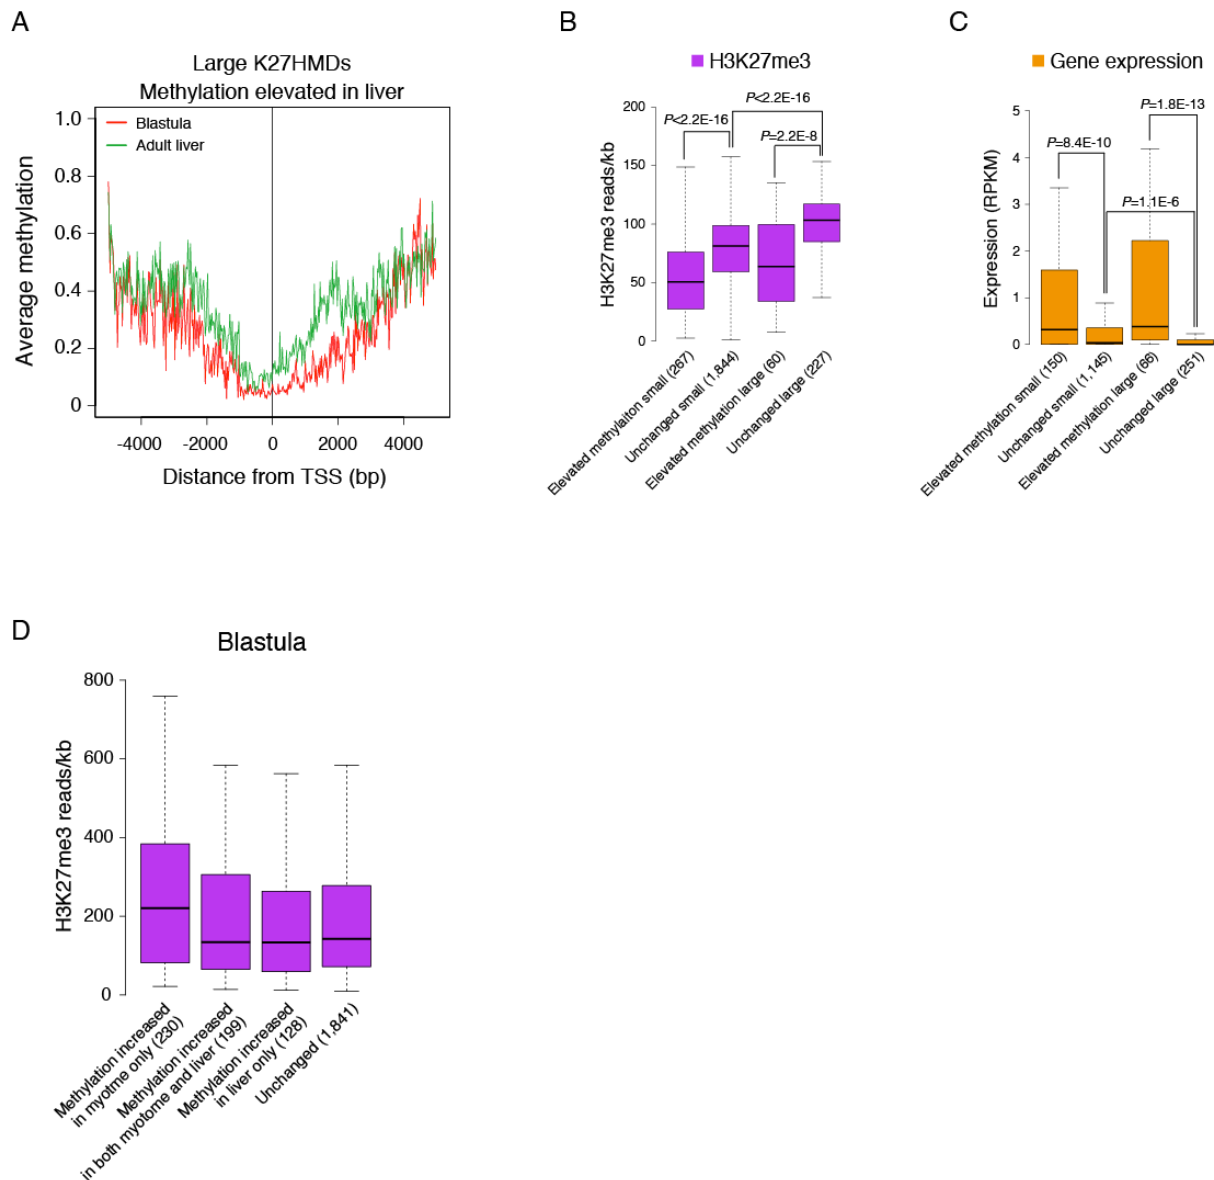 A
Large K27HMDs
Methylation elevated in liver
Blastula
Adult liver
1.0
0.8
0.6
0.4
0.2
0
Average methylation
-4000
-2000
0
2000
4000
Distance from TSS (bp)
B
H3K27me3
200
150
100
50
0
H3K27me3 reads/kb
P<2.2E-16
P<2.2E-16
P=2.2E-8
Elevated methylaiton small (267)
Unchanged small (1,844)
Elevated methylation large (60)
Unchanged large (227)
C
Gene expression
5
4
3
2
1
0
Expression (RPKM)
P=1.8E-13
P=8.4E-10
P=1.1E-6
Elevated methylation small (150)
Unchanged small (1,145)
Elevated methylation large (66)
Unchanged large (251)
D
Blastula
800
600
400
200
0
H3K27me3 reads/kb
Methylation increased
in myotme only (230)
Methylation increased
in both myotome and liver (199)
Methylation increased
in liver only (128)
Unchanged (1,841)